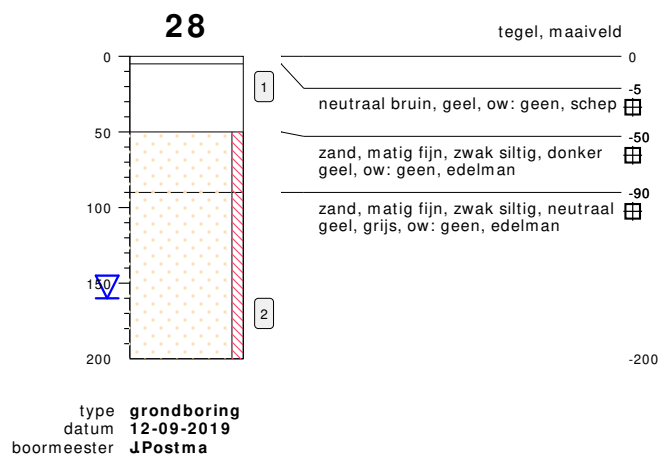 28
tegel, maaiveld
0
0
-5
1
neutraal bruin, geel, ow: geen, schep
50
-50
zand, matig fijn, zwak siltig, donker
geel, ow: geen, edelman
-90
100
zand, matig fijn, zwak siltig, neutraal
geel, grijs, ow: geen, edelman
150
2
200
-200
type grondboring
datum 12-09-2019
boormeester J.Postma